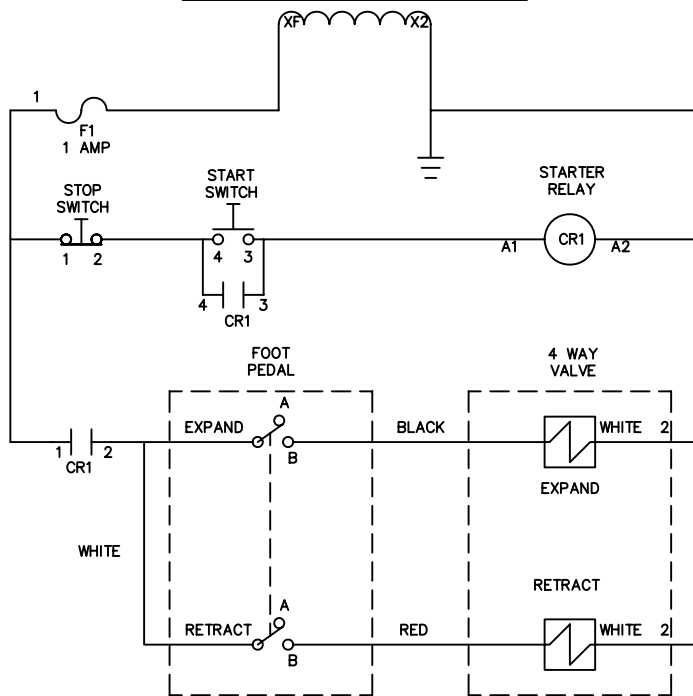 XF X2
1
F1
1 AMP
STOP
SWITCH
START
SWITCH
STARTER
RELAY
1 2
4 3
A1 CR1 A2
4 3
CR1
FOOT
PEDAL
4 WAY
VALVE
A
EXPAND BLACK WHITE 2
1 2
CR1
B
EXPAND
WHITE
RETRACT
A
RETRACT RED WHITE 2
B